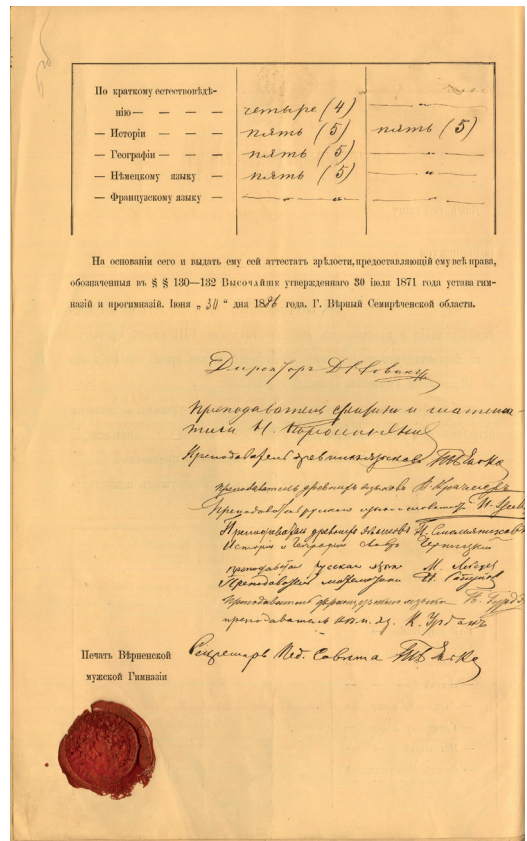 По краткому естествовѣдѣ-
нію — — — — четыре (4) — „ —
— Исторіи — — — пять (5) пять (5)
— Географіи — — — пять (5) — „ —
— Нѣмецкому языку — пять (5) — „ —
— Французскому языку — — „ — „ — — „ —
На основаніи сего и выдать ему сей аттестатъ зрѣлости, предоставляющій ему всѣ права,
обозначенныя въ § § 130—132 Высочайше утвержденнаго 30 іюля 1871 года устава гим-
назій и прогимназій. Іюня „ 30 “ дня 1886 года. Г. Вѣрный Семирѣченской области.
Директоръ
Преподаватель физики и матема-
тики Н.
Преподаватель древнихъ языковъ
преподаватель древнихъ языковъ
Преподаватель русскаго языка и словесности
Преподаватель древнихъ языковъ
Исторіи и Географіи
преподаватель русскаго языка М.
Преподаватель математики
Преподаватель французскаго языка
преподаватель нѣм. яз. К. Урбанъ
Секретарь Пед. Совѣта
Печать Вѣрненской
мужской Гимназіи